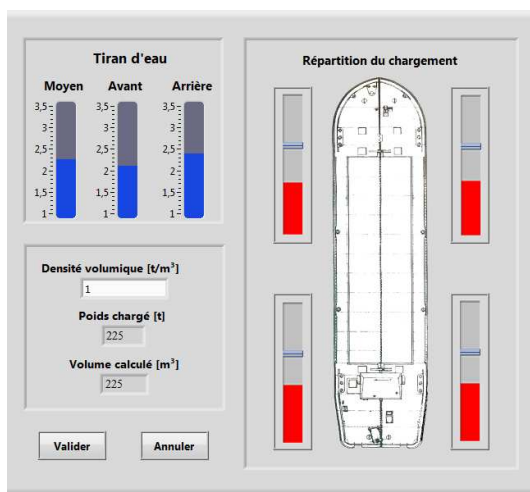 Tiran d'eau
Moyen Avant Arrière
3,5 3,5 3,5
3 3 3
2,5 2,5 2,5
2 2 2
1,5 1,5 1,5
1 1 1
Densité volumique [t/m³]
1
Poids chargé [t]
225
Volume calculé [m³]
225
Valider Annuler
Répartition du chargement